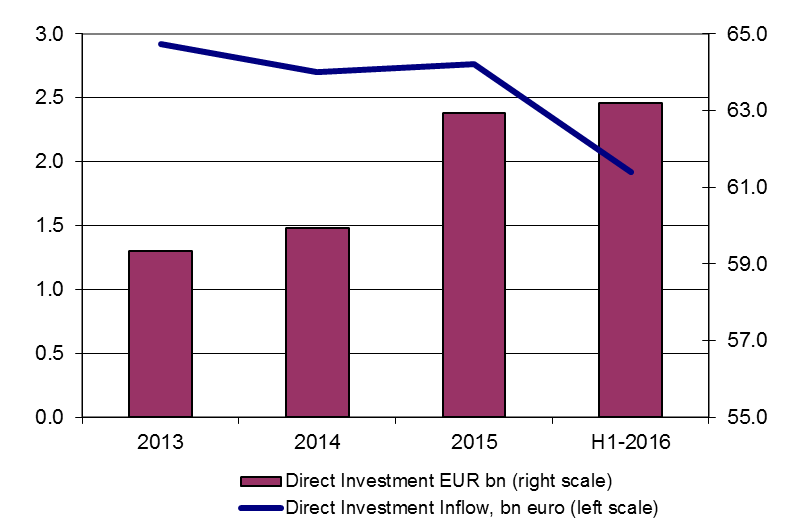 3.0 65.0
2.5 63.0
2.0 61.0
1.5 59.0
1.0 57.0
0.5 55.0
0.0
2013 2014 2015 H1-2016
Direct Investment EUR bn (right scale)
Direct Investment Inflow, bn euro (left scale)